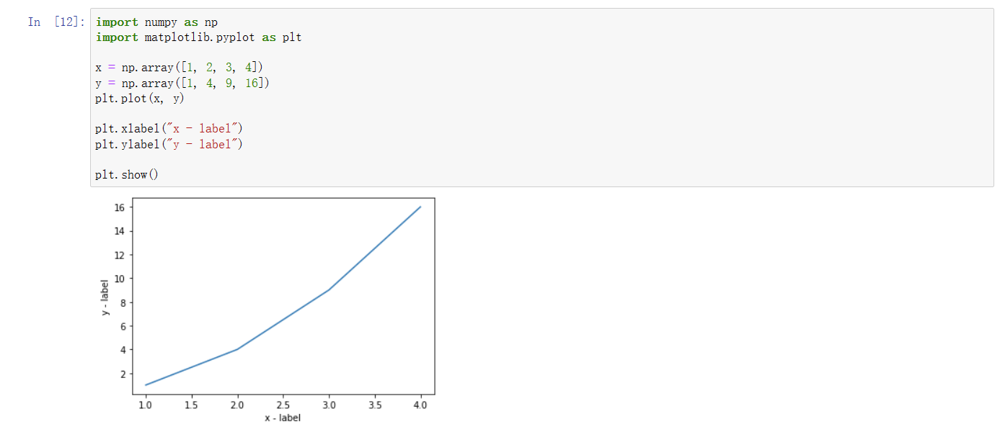 In [12]:
import numpy as np
import matplotlib.pyplot as plt
x = np.array([1, 2, 3, 4])
y = np.array([1, 4, 9, 16])
plt.plot(x, y)
plt.xlabel("x - label")
plt.ylabel("y - label")
plt.show()
16
14
12
10
8
6
4
2
y - label
1.0 1.5 2.0 2.5 3.0 3.5 4.0
x - label